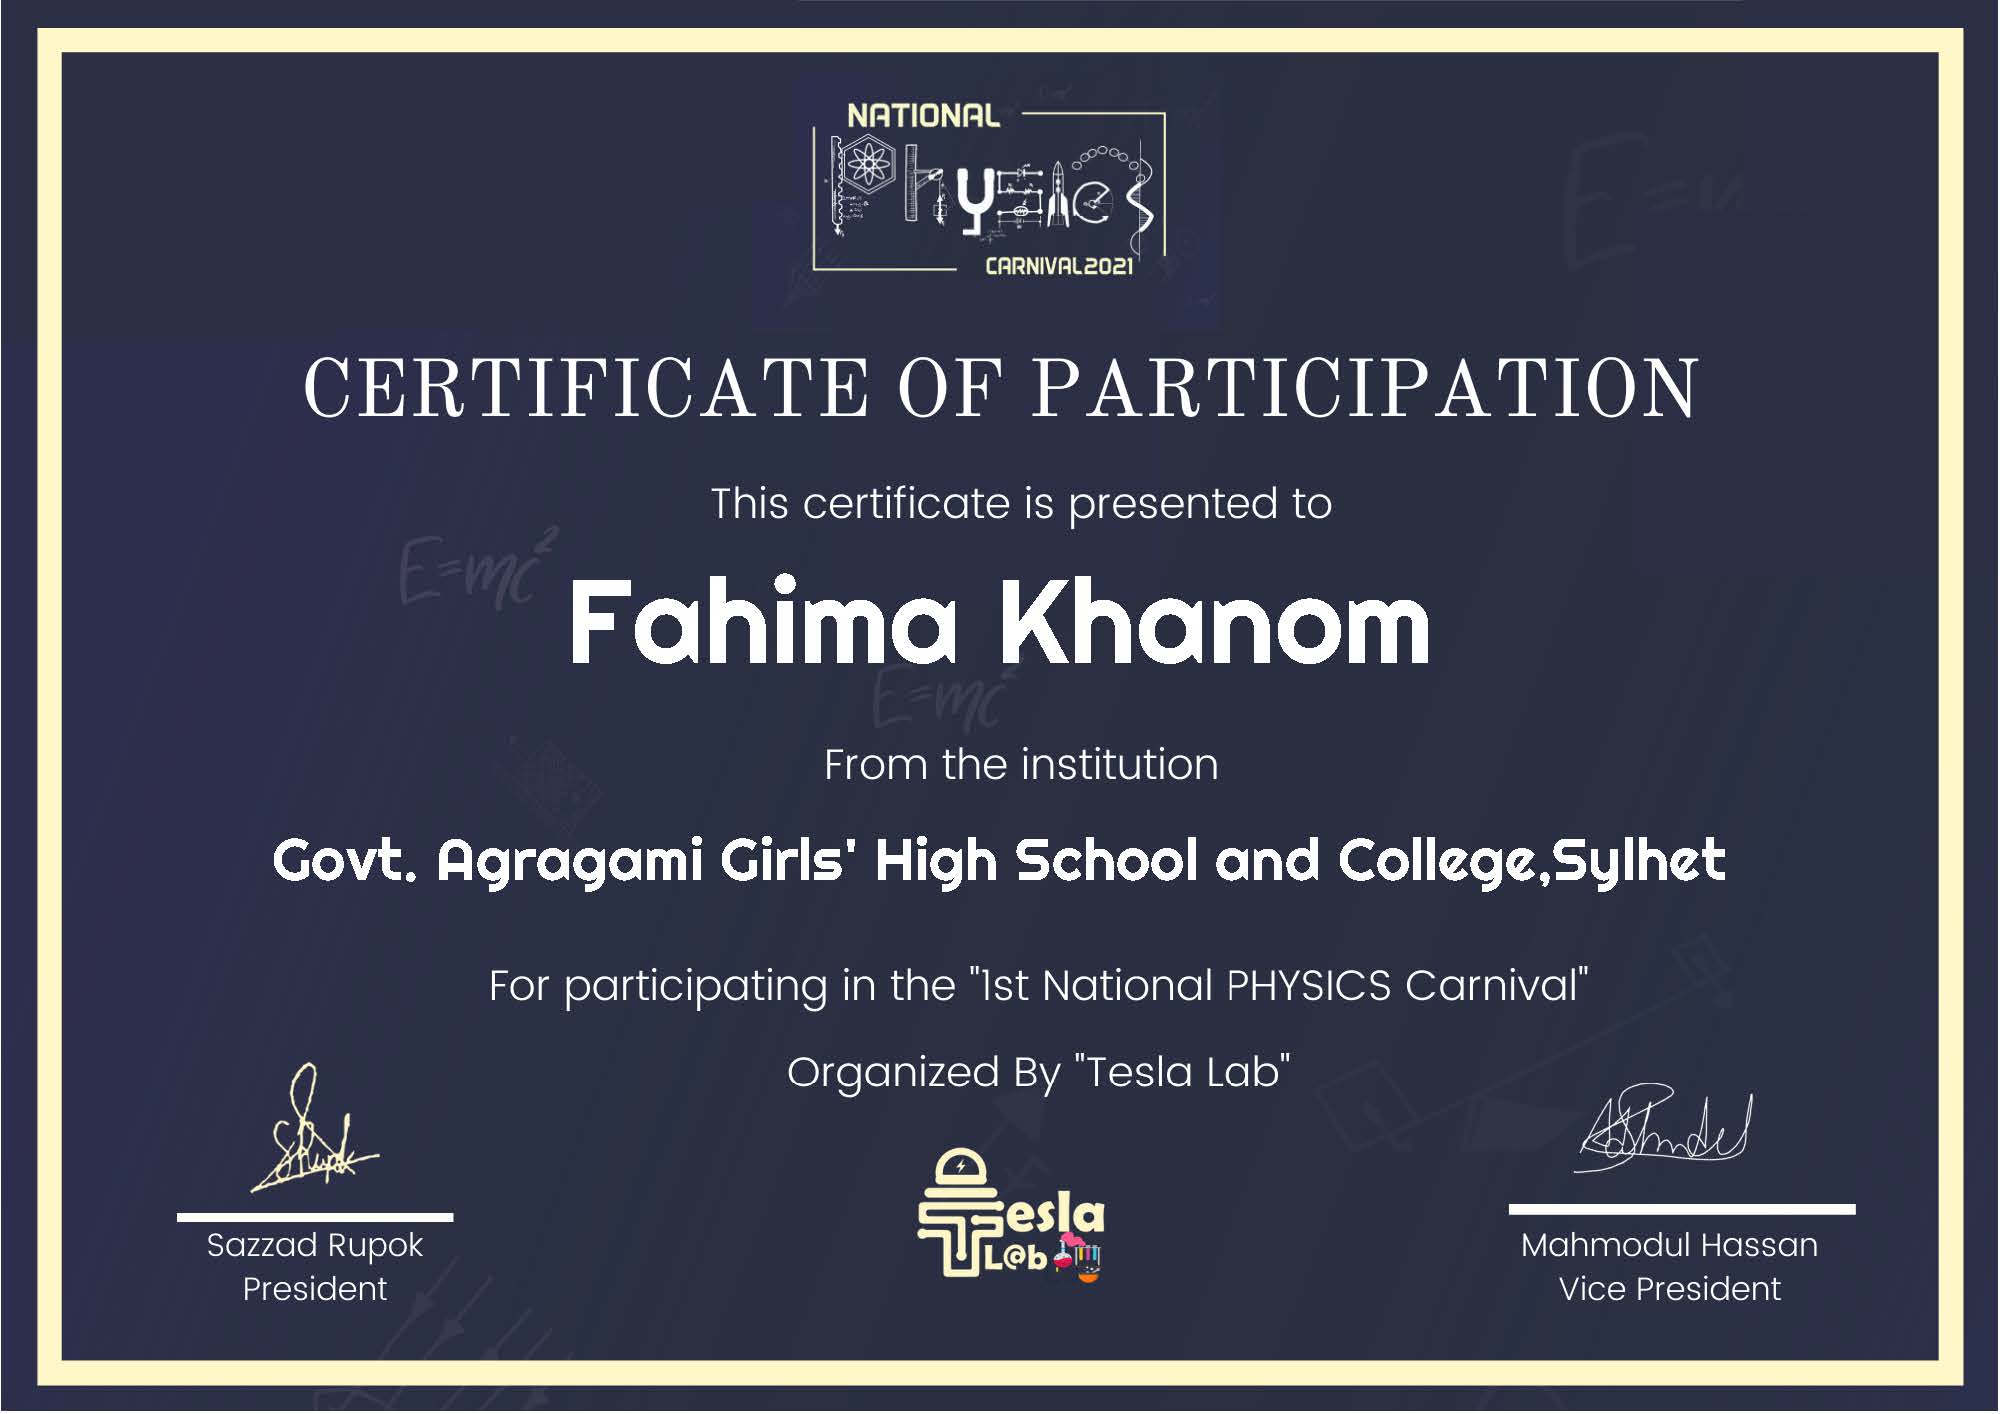 NATIONAL
Physics
CARNIVAL2021
CERTIFICATE OF PARTICIPATION
This certificate is presented to
E=mc²
Fahima Khanom
E=mc²
From the institution
Govt. Agragami Girls' High School and College,Sylhet
For participating in the "1st National PHYSICS Carnival"
Organized By "Tesla Lab"
Tesla
L@b
Sazzad Rupok
President
Mahmodul Hassan
Vice President